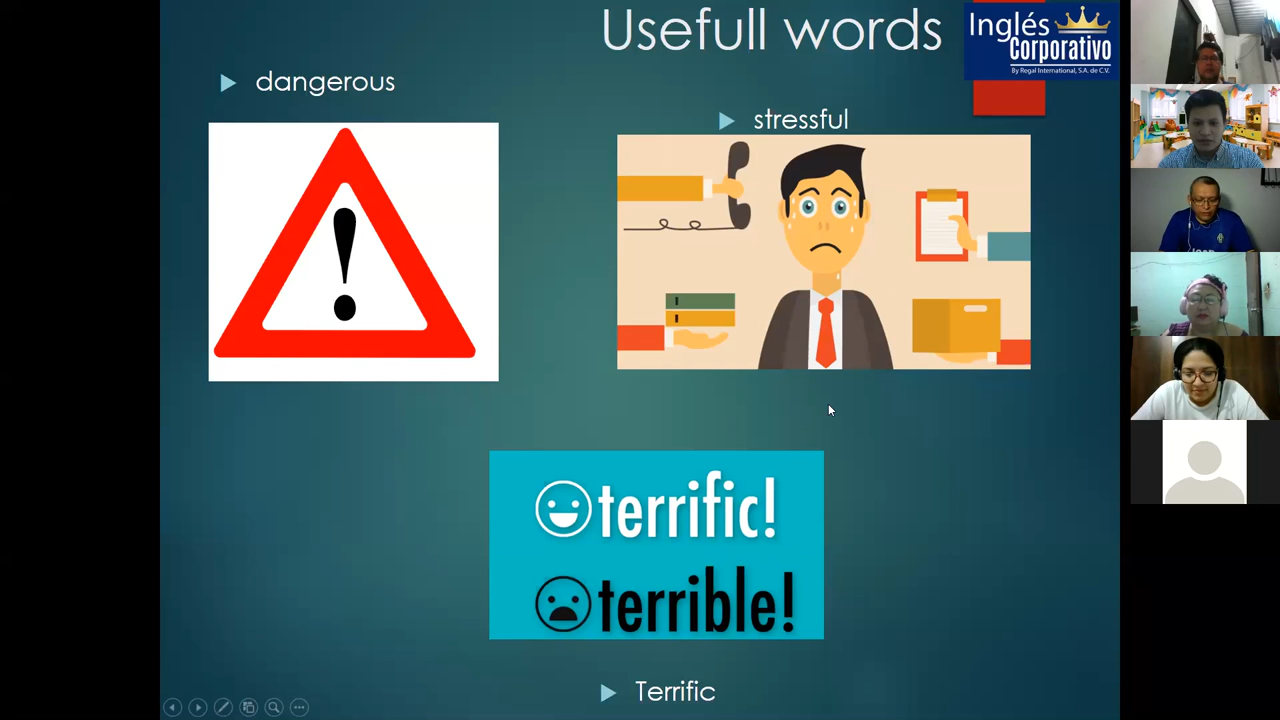 Usefull words
Inglés
Corporativo
By Regal International, S.A. de C.V.
dangerous
stressful
terrific!
terrible!
Terrific